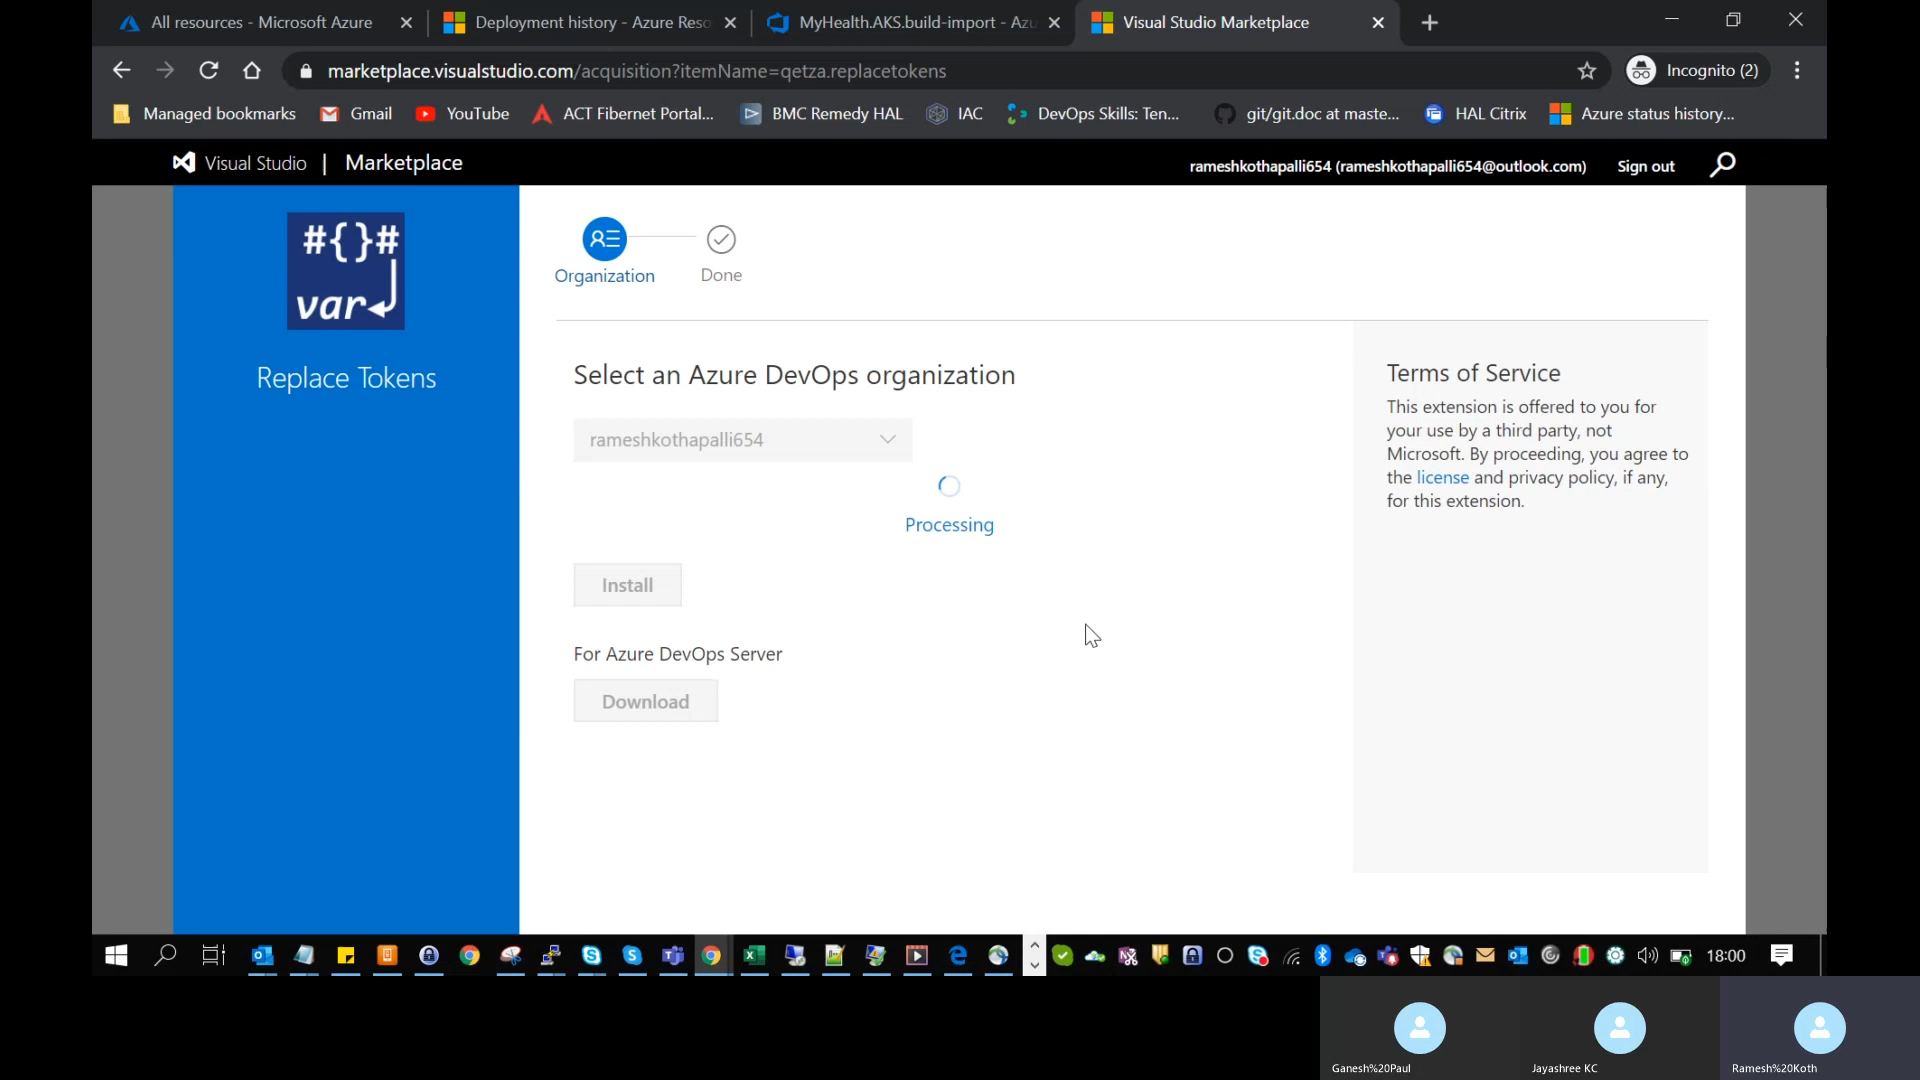 All resources - Microsoft Azure
Deployment history - Azure Reso
MyHealth.AKS.build-import - Azu
Visual Studio Marketplace
marketplace.visualstudio.com/acquisition?itemName=qetza.replacetokens
Incognito (2)
Managed bookmarks
Gmail
YouTube
ACT Fibernet Portal...
BMC Remedy HAL
IAC
DevOps Skills: Ten...
git/git.doc at maste...
HAL Citrix
Azure status history...
Visual Studio | Marketplace
rameshkothapalli654 (rameshkothapalli654@outlook.com)
Sign out
#{}#
var
Replace Tokens
Organization
Done
Select an Azure DevOps organization
rameshkothapalli654
Processing
Install
For Azure DevOps Server
Download
Terms of Service
This extension is offered to you for
your use by a third party, not
Microsoft. By proceeding, you agree to
the license and privacy policy, if any,
for this extension.
18:00
Ganesh%20Paul
Jayashree KC
Ramesh%20Koth